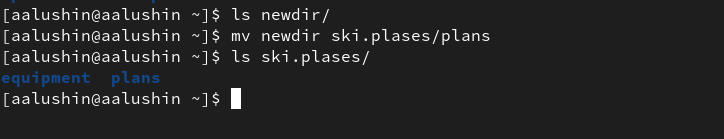 [aalushin@aalushin ~]$ ls newdir/
[aalushin@aalushin ~]$ mv newdir ski.plases/plans
[aalushin@aalushin ~]$ ls ski.plases/
equipment  plans
[aalushin@aalushin ~]$